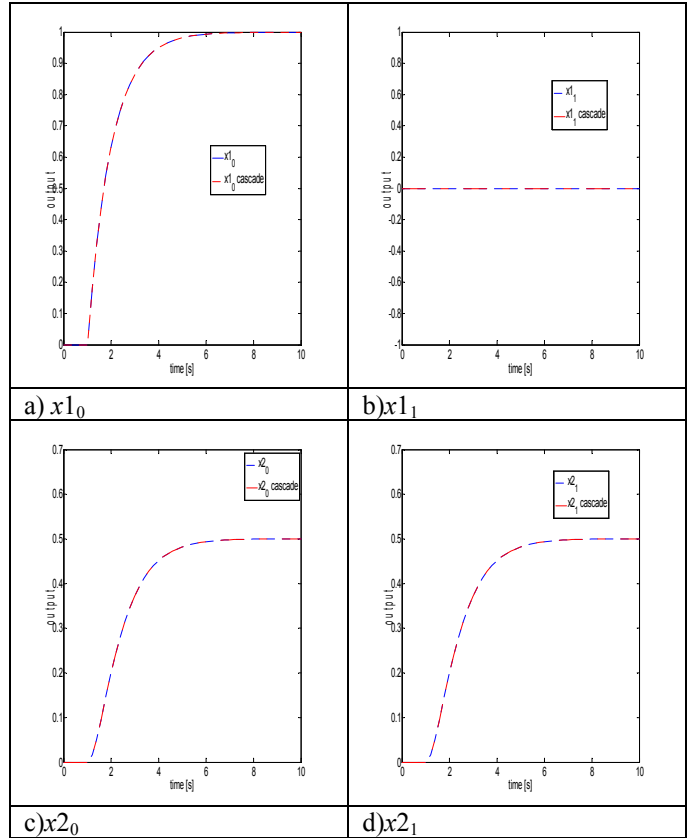 1
0.9
0.8
0.7
0.6
0.5
0.4
0.3
0.2
0.1
0
output
x1₀
x1₀ cascade
0 2 4 6 8 10
time [s]
a) x1₀
1
0.8
0.6
0.4
0.2
0
-0.2
-0.4
-0.6
-0.8
-1
output
x1₁
x1₁ cascade
0 2 4 6 8 10
time [s]
b)x1₁
0.7
0.6
0.5
0.4
0.3
0.2
0.1
0
output
x2₀
x2₀ cascade
0 2 4 6 8 10
time [s]
c)x2₀
0.7
0.6
0.5
0.4
0.3
0.2
0.1
0
output
x2₁
x2₁ cascade
0 2 4 6 8 10
time [s]
d)x2₁